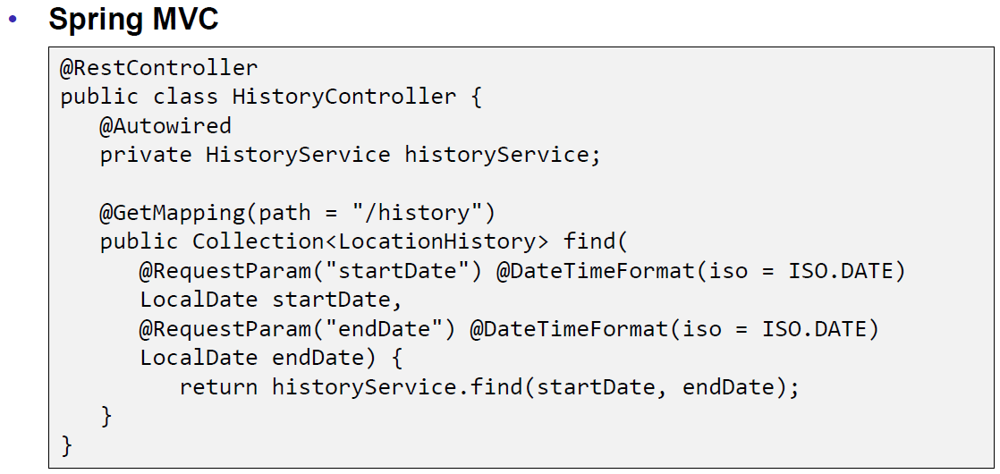 • Spring MVC
@RestController
public class HistoryController {
   @Autowired
   private HistoryService historyService;

   @GetMapping(path = "/history")
   public Collection<LocationHistory> find(
      @RequestParam("startDate") @DateTimeFormat(iso = ISO.DATE)
      LocalDate startDate,
      @RequestParam("endDate") @DateTimeFormat(iso = ISO.DATE)
      LocalDate endDate) {
         return historyService.find(startDate, endDate);
   }
}